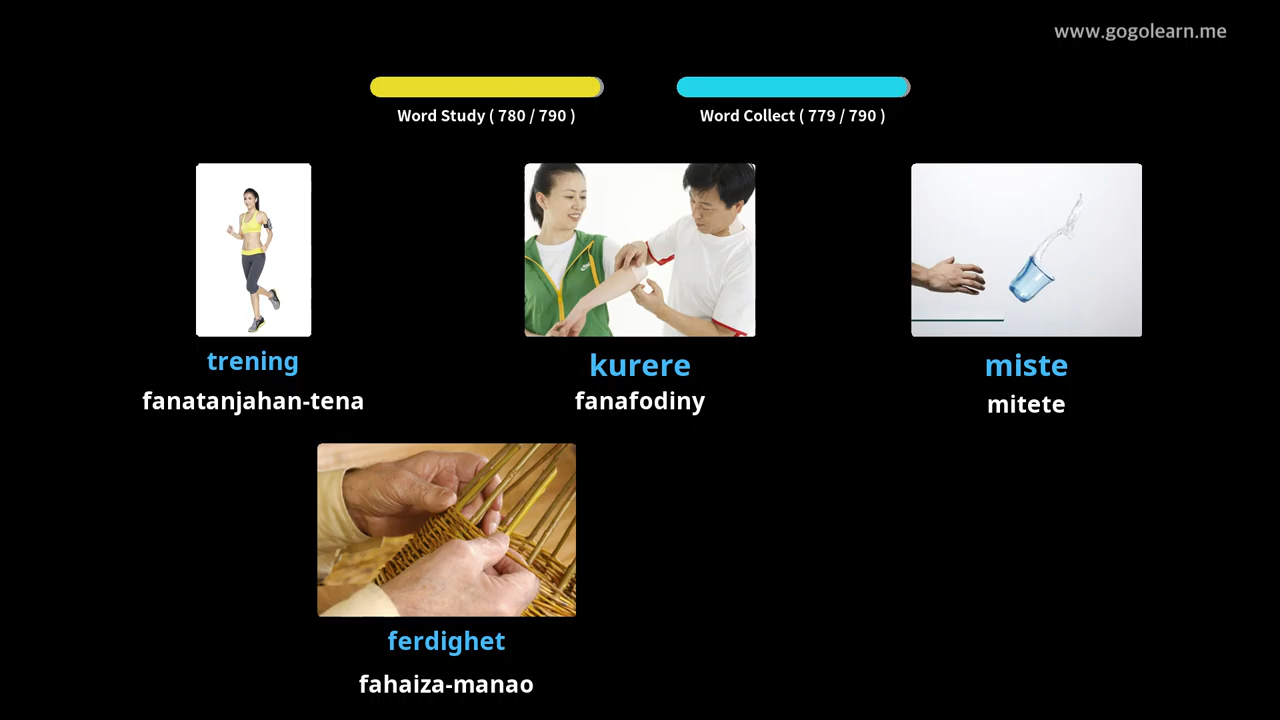 www.gogolearn.me
Word Study ( 780 / 790 )
Word Collect ( 779 / 790 )
trening
kurere
miste
fanatanjahan-tena
fanafodiny
mitete
ferdighet
fahaiza-manao